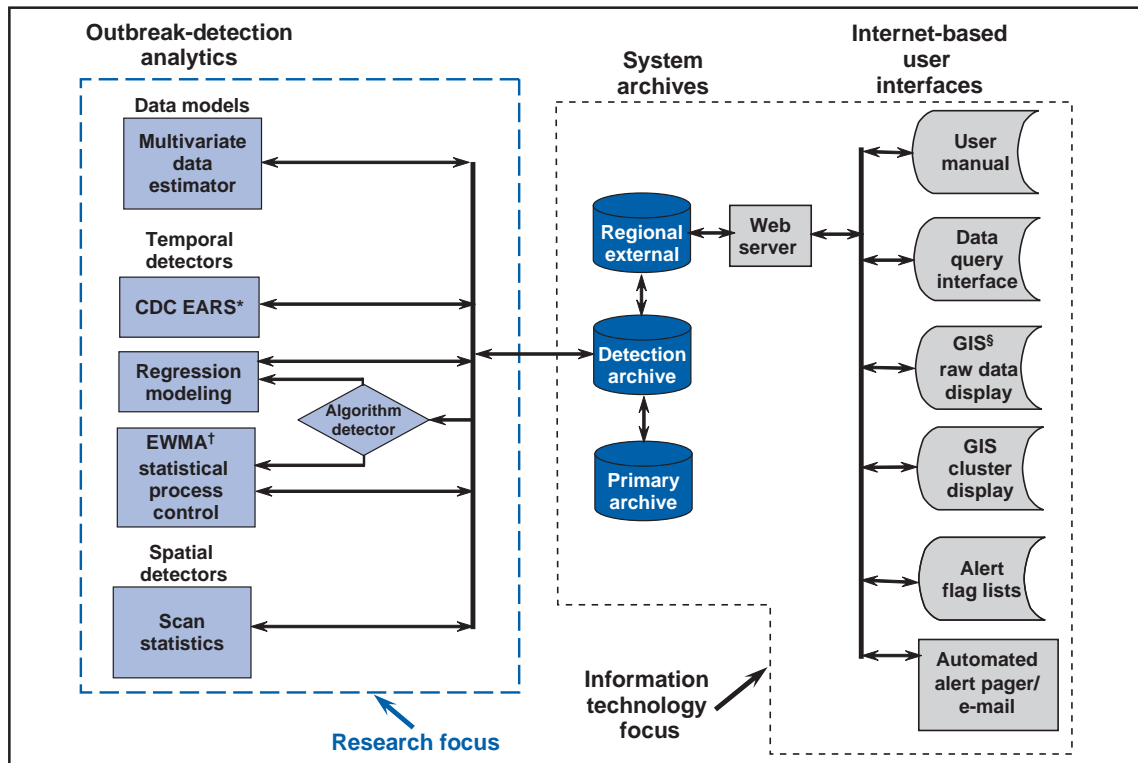 Outbreak-detection
analytics
Data models
Multivariate
data
estimator
Temporal
detectors
CDC EARS*
Regression
modeling
Algorithm
detector
EWMA†
statistical
process
control
Spatial
detectors
Scan
statistics
Research focus
System
archives
Regional
external
Detection
archive
Primary
archive
Web
server
Information
technology
focus
Internet-based
user
interfaces
User
manual
Data
query
interface
GIS§
raw data
display
GIS
cluster
display
Alert
flag lists
Automated
alert pager/
e-mail